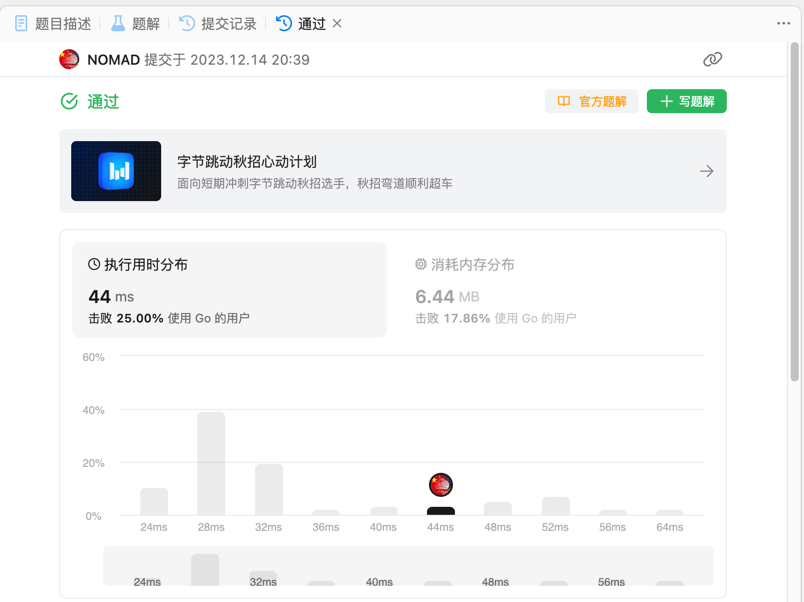 题目描述 题解 提交记录 通过
NOMAD 提交于 2023.12.14 20:39
通过 官方题解 写题解
字节跳动秋招心动计划
面向短期冲刺字节跳动秋招选手，秋招弯道顺利超车
执行用时分布 消耗内存分布
44 ms 6.44 MB
击败 25.00% 使用 Go 的用户 击败 17.86% 使用 Go 的用户
60%
40%
20%
0%
24ms 28ms 32ms 36ms 40ms 44ms 48ms 52ms 56ms 64ms
24ms 32ms 40ms 48ms 56ms